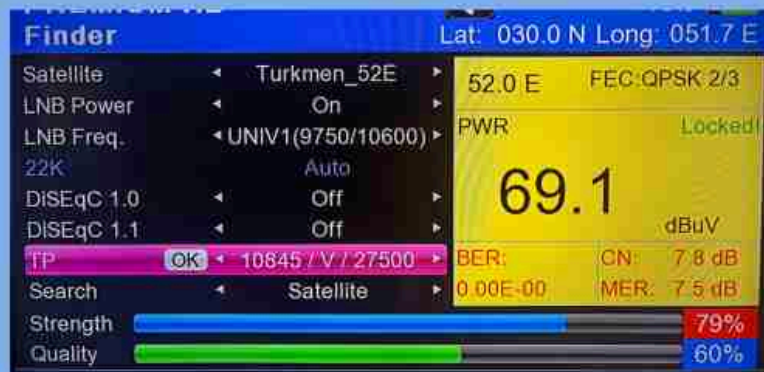 Finder
Lat: 030.0 N Long: 051.7 E
Satellite Turkmen_52E
LNB Power On
LNB Freq. UNIV1(9750/10600)
22K Auto
DiSEqC 1.0 Off
DiSEqC 1.1 Off
TP OK 10845 / V / 27500
Search Satellite
52.0 E FEC:QPSK 2/3
PWR Locked!
69.1
dBuV
BER: CN: 7.8 dB
0.00E-00 MER: 7.5 dB
Strength 79%
Quality 60%